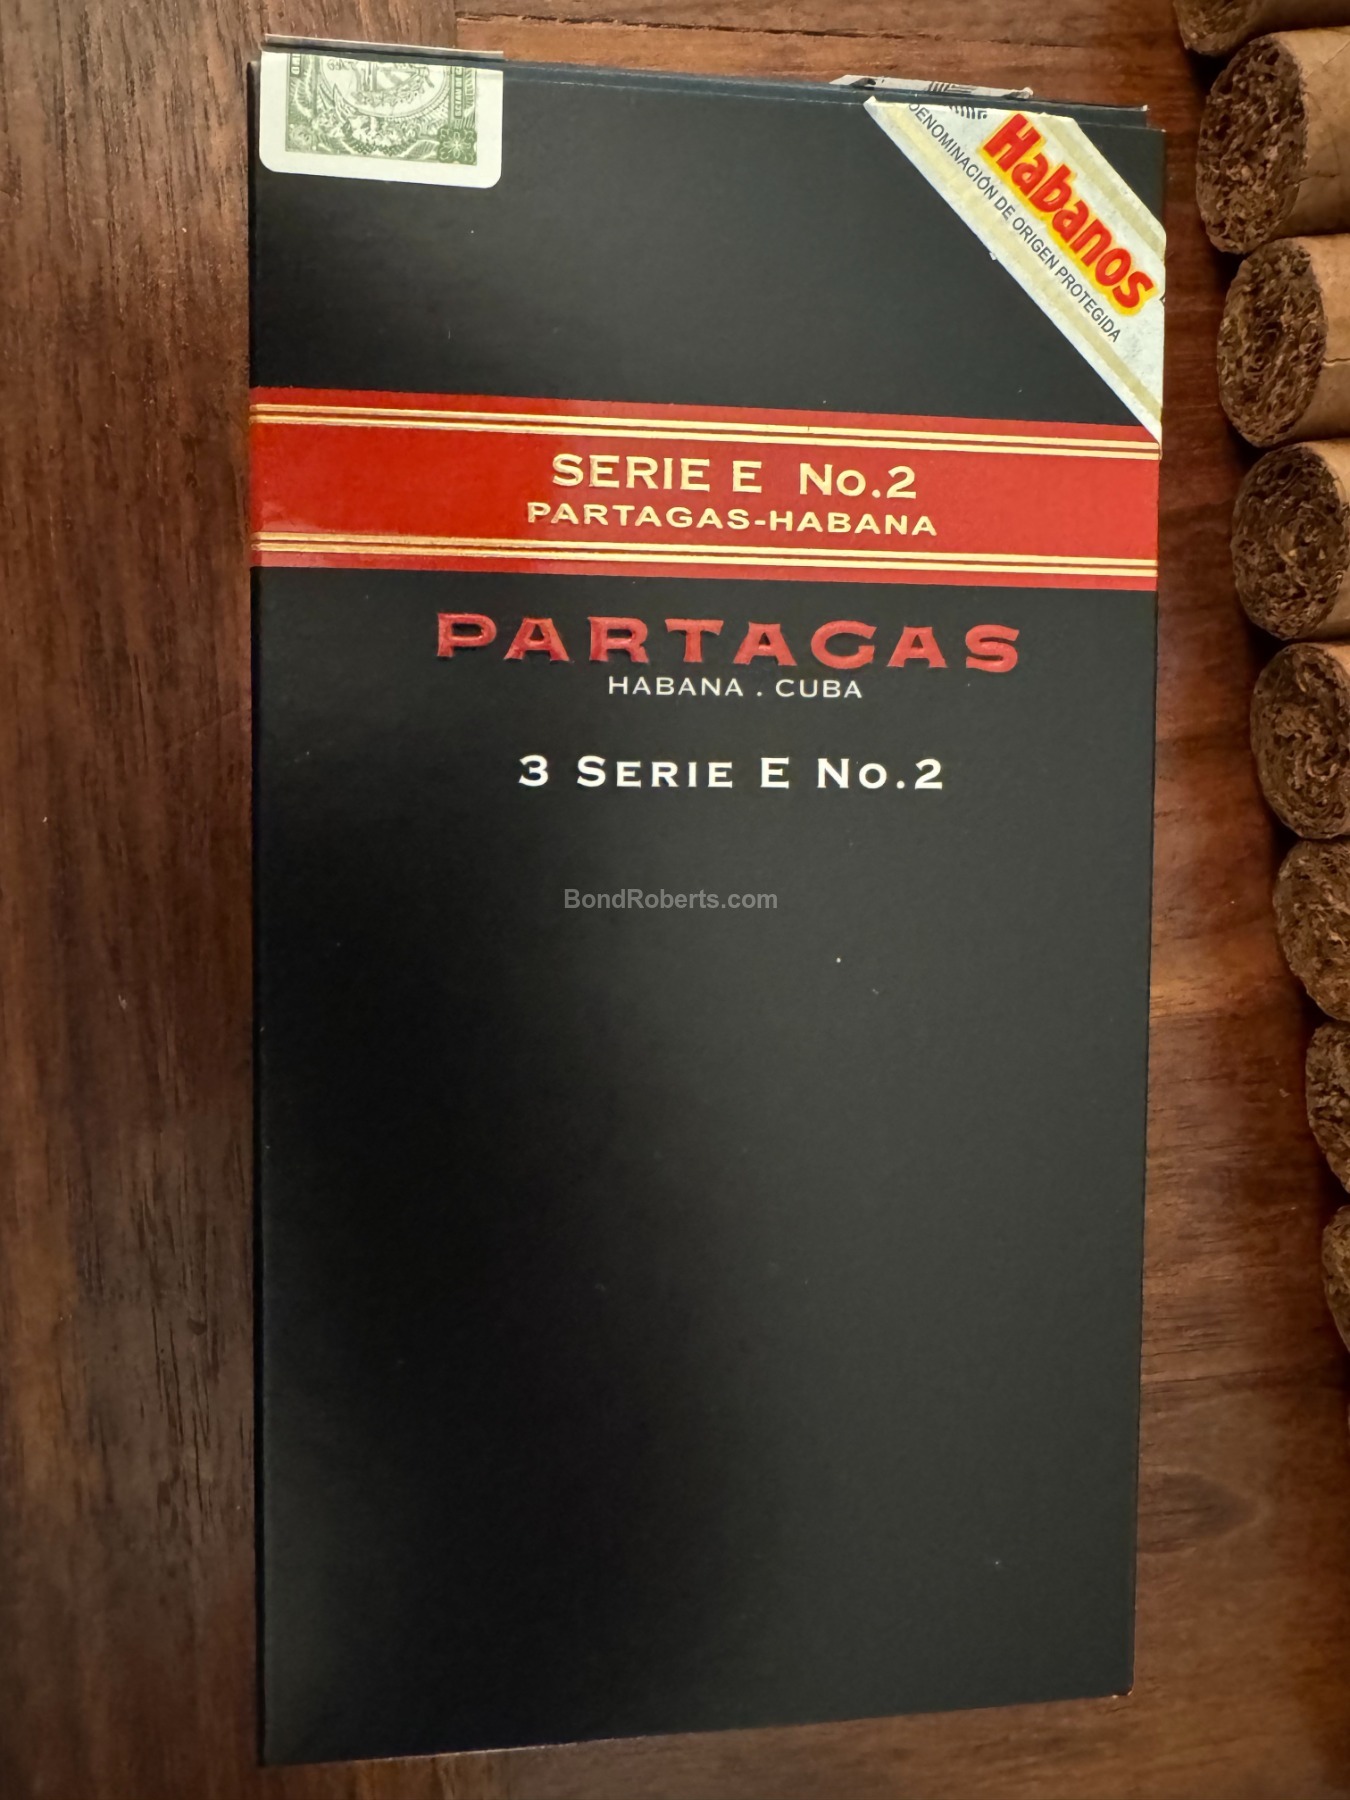 Habanos
DENOMINACIÓN DE ORIGEN PROTEGIDA
SERIE E No.2
PARTAGAS-HABANA
PARTAGAS
HABANA . CUBA
3 SERIE E No.2
BondRoberts.com